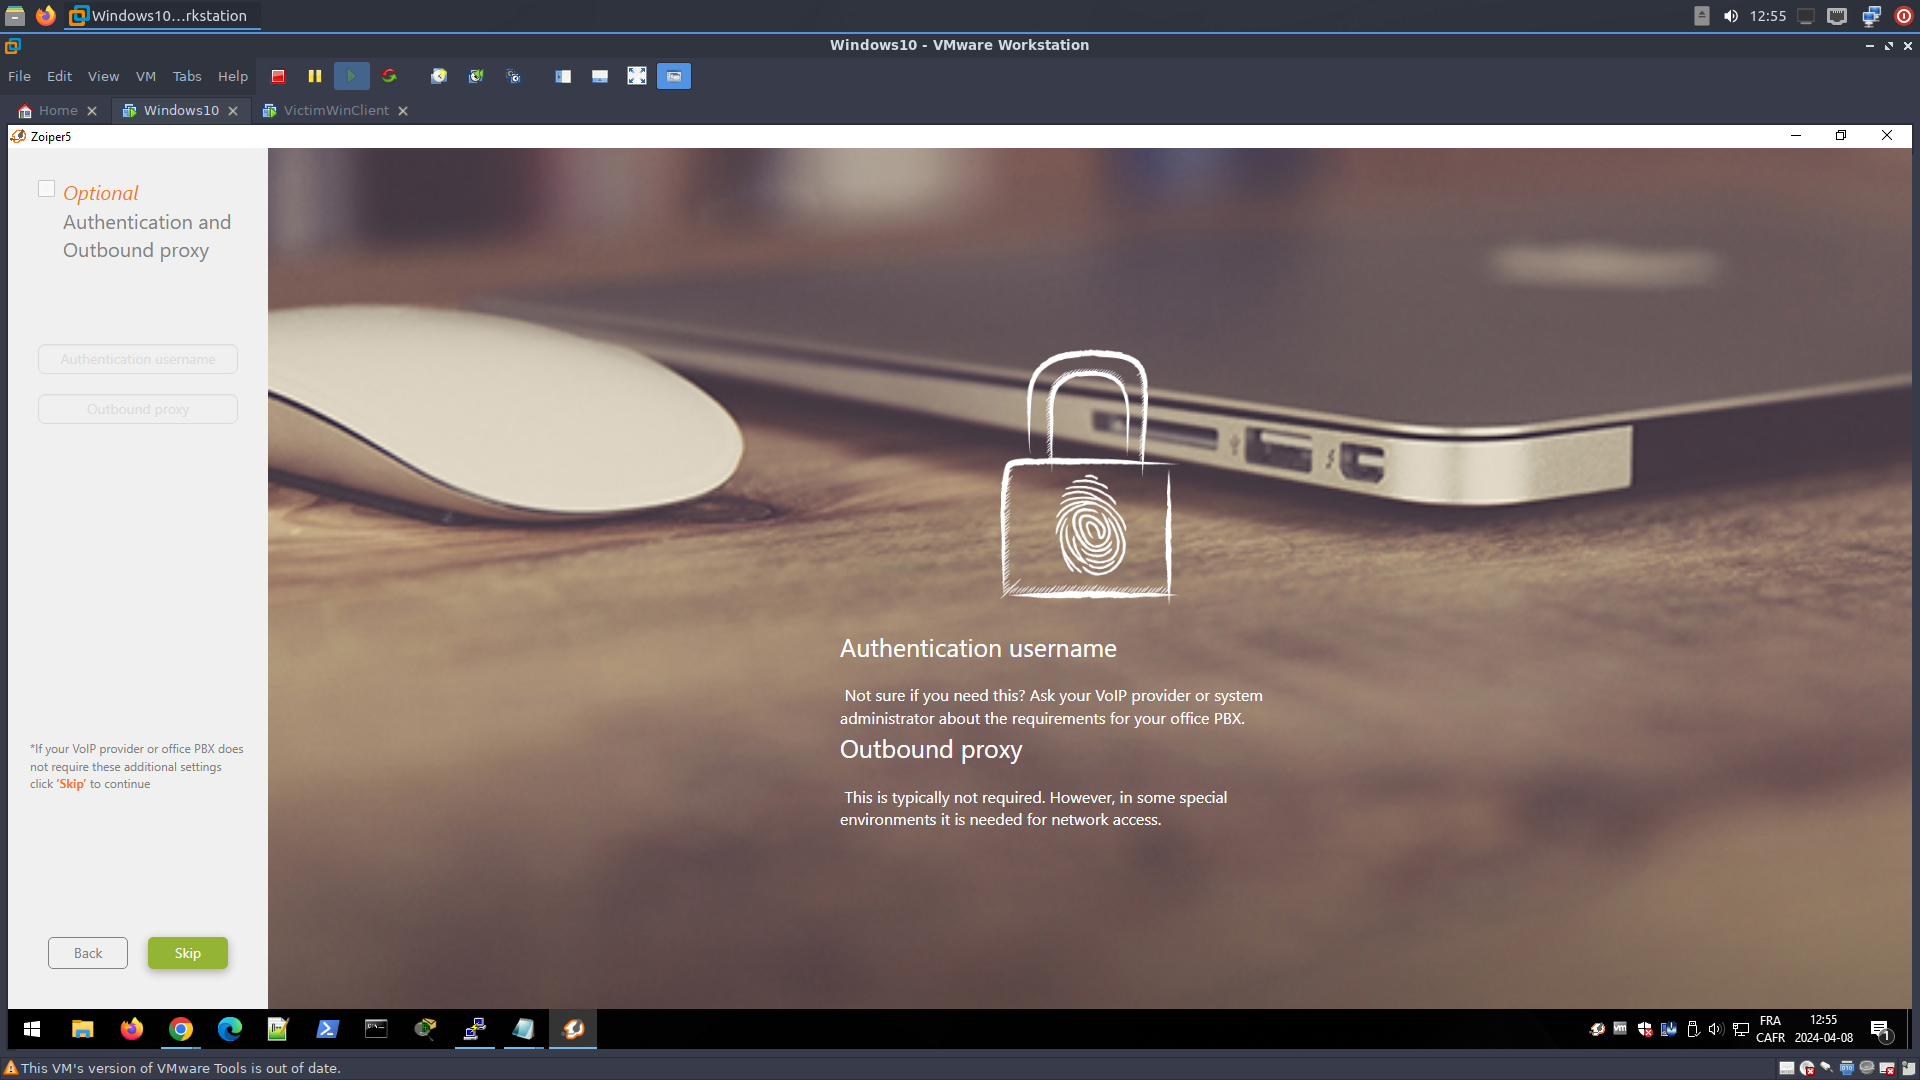 Windows10...rkstation
12:55
Windows10 - VMware Workstation
File Edit View VM Tabs Help
Home Windows10 VictimWinClient
Zoiper5
Optional
Authentication and
Outbound proxy
Authentication username
Outbound proxy
*If your VoIP provider or office PBX does
not require these additional settings
click 'Skip' to continue
Back Skip
Authentication username
Not sure if you need this? Ask your VoIP provider or system
administrator about the requirements for your office PBX.
Outbound proxy
This is typically not required. However, in some special
environments it is needed for network access.
FRA
CAFR
12:55
2024-04-08
1
This VM's version of VMware Tools is out of date.